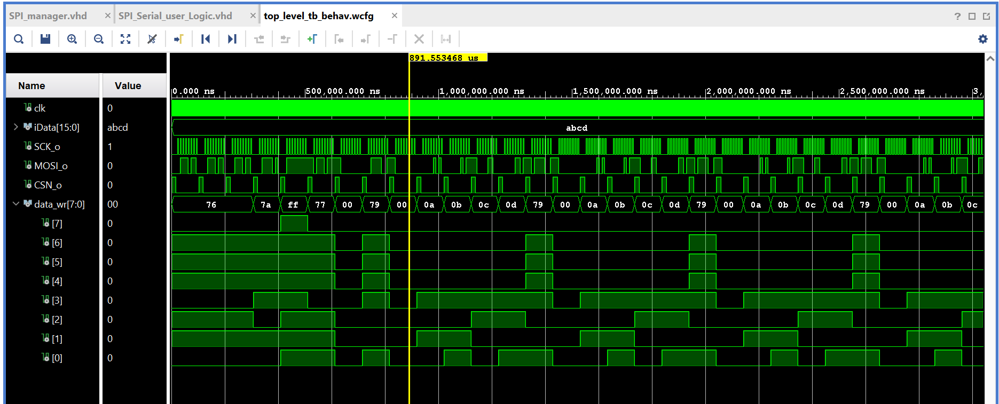 SPI_manager.vhd × SPI_Serial_user_Logic.vhd × top_level_tb_behav.wcfg × ?
891.553468 us
Name Value
0.000 ns 500,000.000 ns 1,000,000.000 ns 1,500,000.000 ns 2,000,000.000 ns 2,500,000.000 ns 3,
clk 0
iData[15:0] abcd abcd
SCK_o 1
MOSI_o 0
CSN_o 0
data_wr[7:0] 00 76 7a ff 77 00 79 00 0a 0b 0c 0d 79 00 0a 0b 0c 0d 79 00 0a 0b 0c 0d 79 00 0a 0b 0c
[7] 0
[6] 0
[5] 0
[4] 0
[3] 0
[2] 0
[1] 0
[0] 0